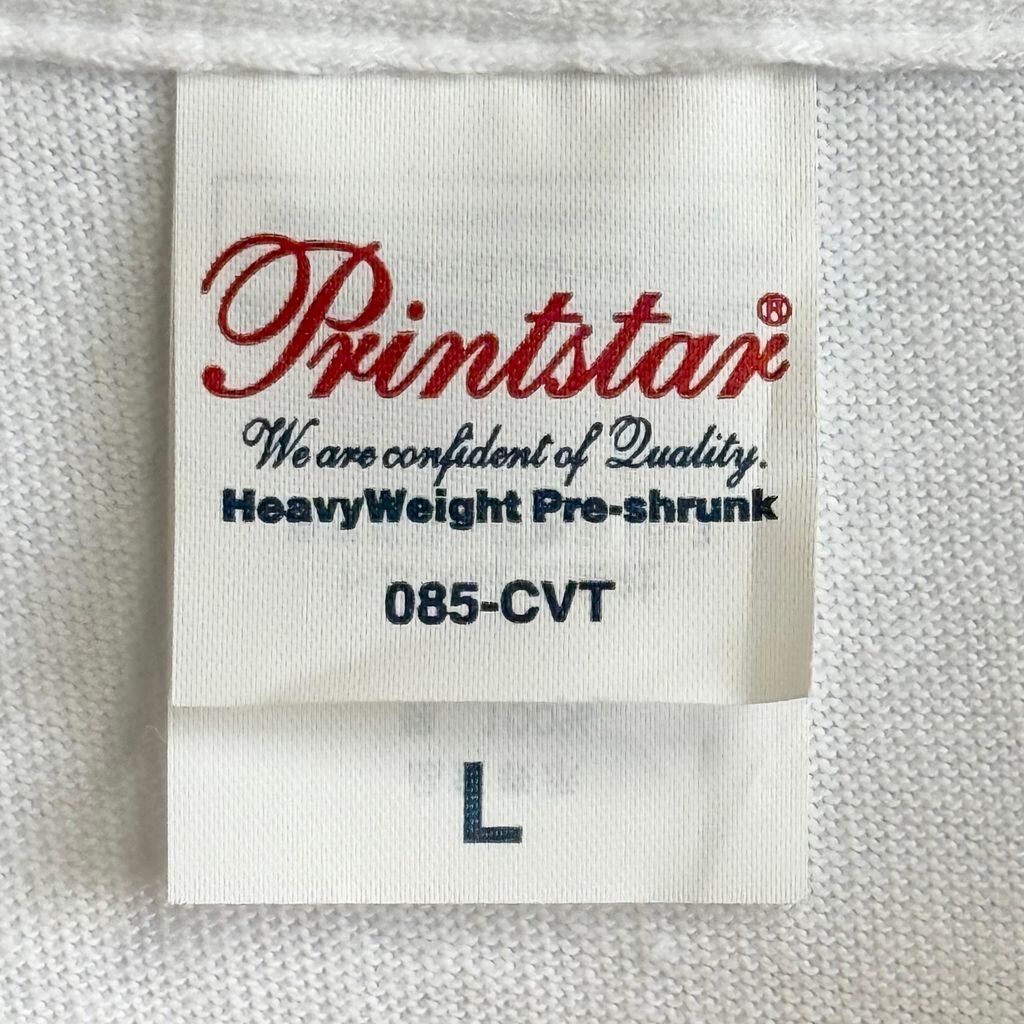 Printstar®
We are confident of Quality.
HeavyWeight Pre-shrunk
085-CVT
L